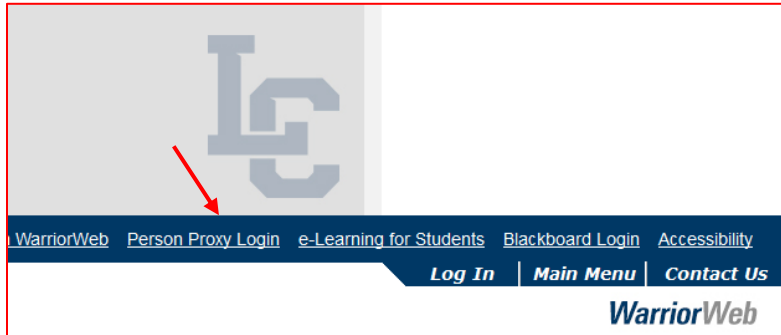 LC
WarriorWeb Person Proxy Login e-Learning for Students Blackboard Login Accessibility
Log In | Main Menu | Contact Us
WarriorWeb